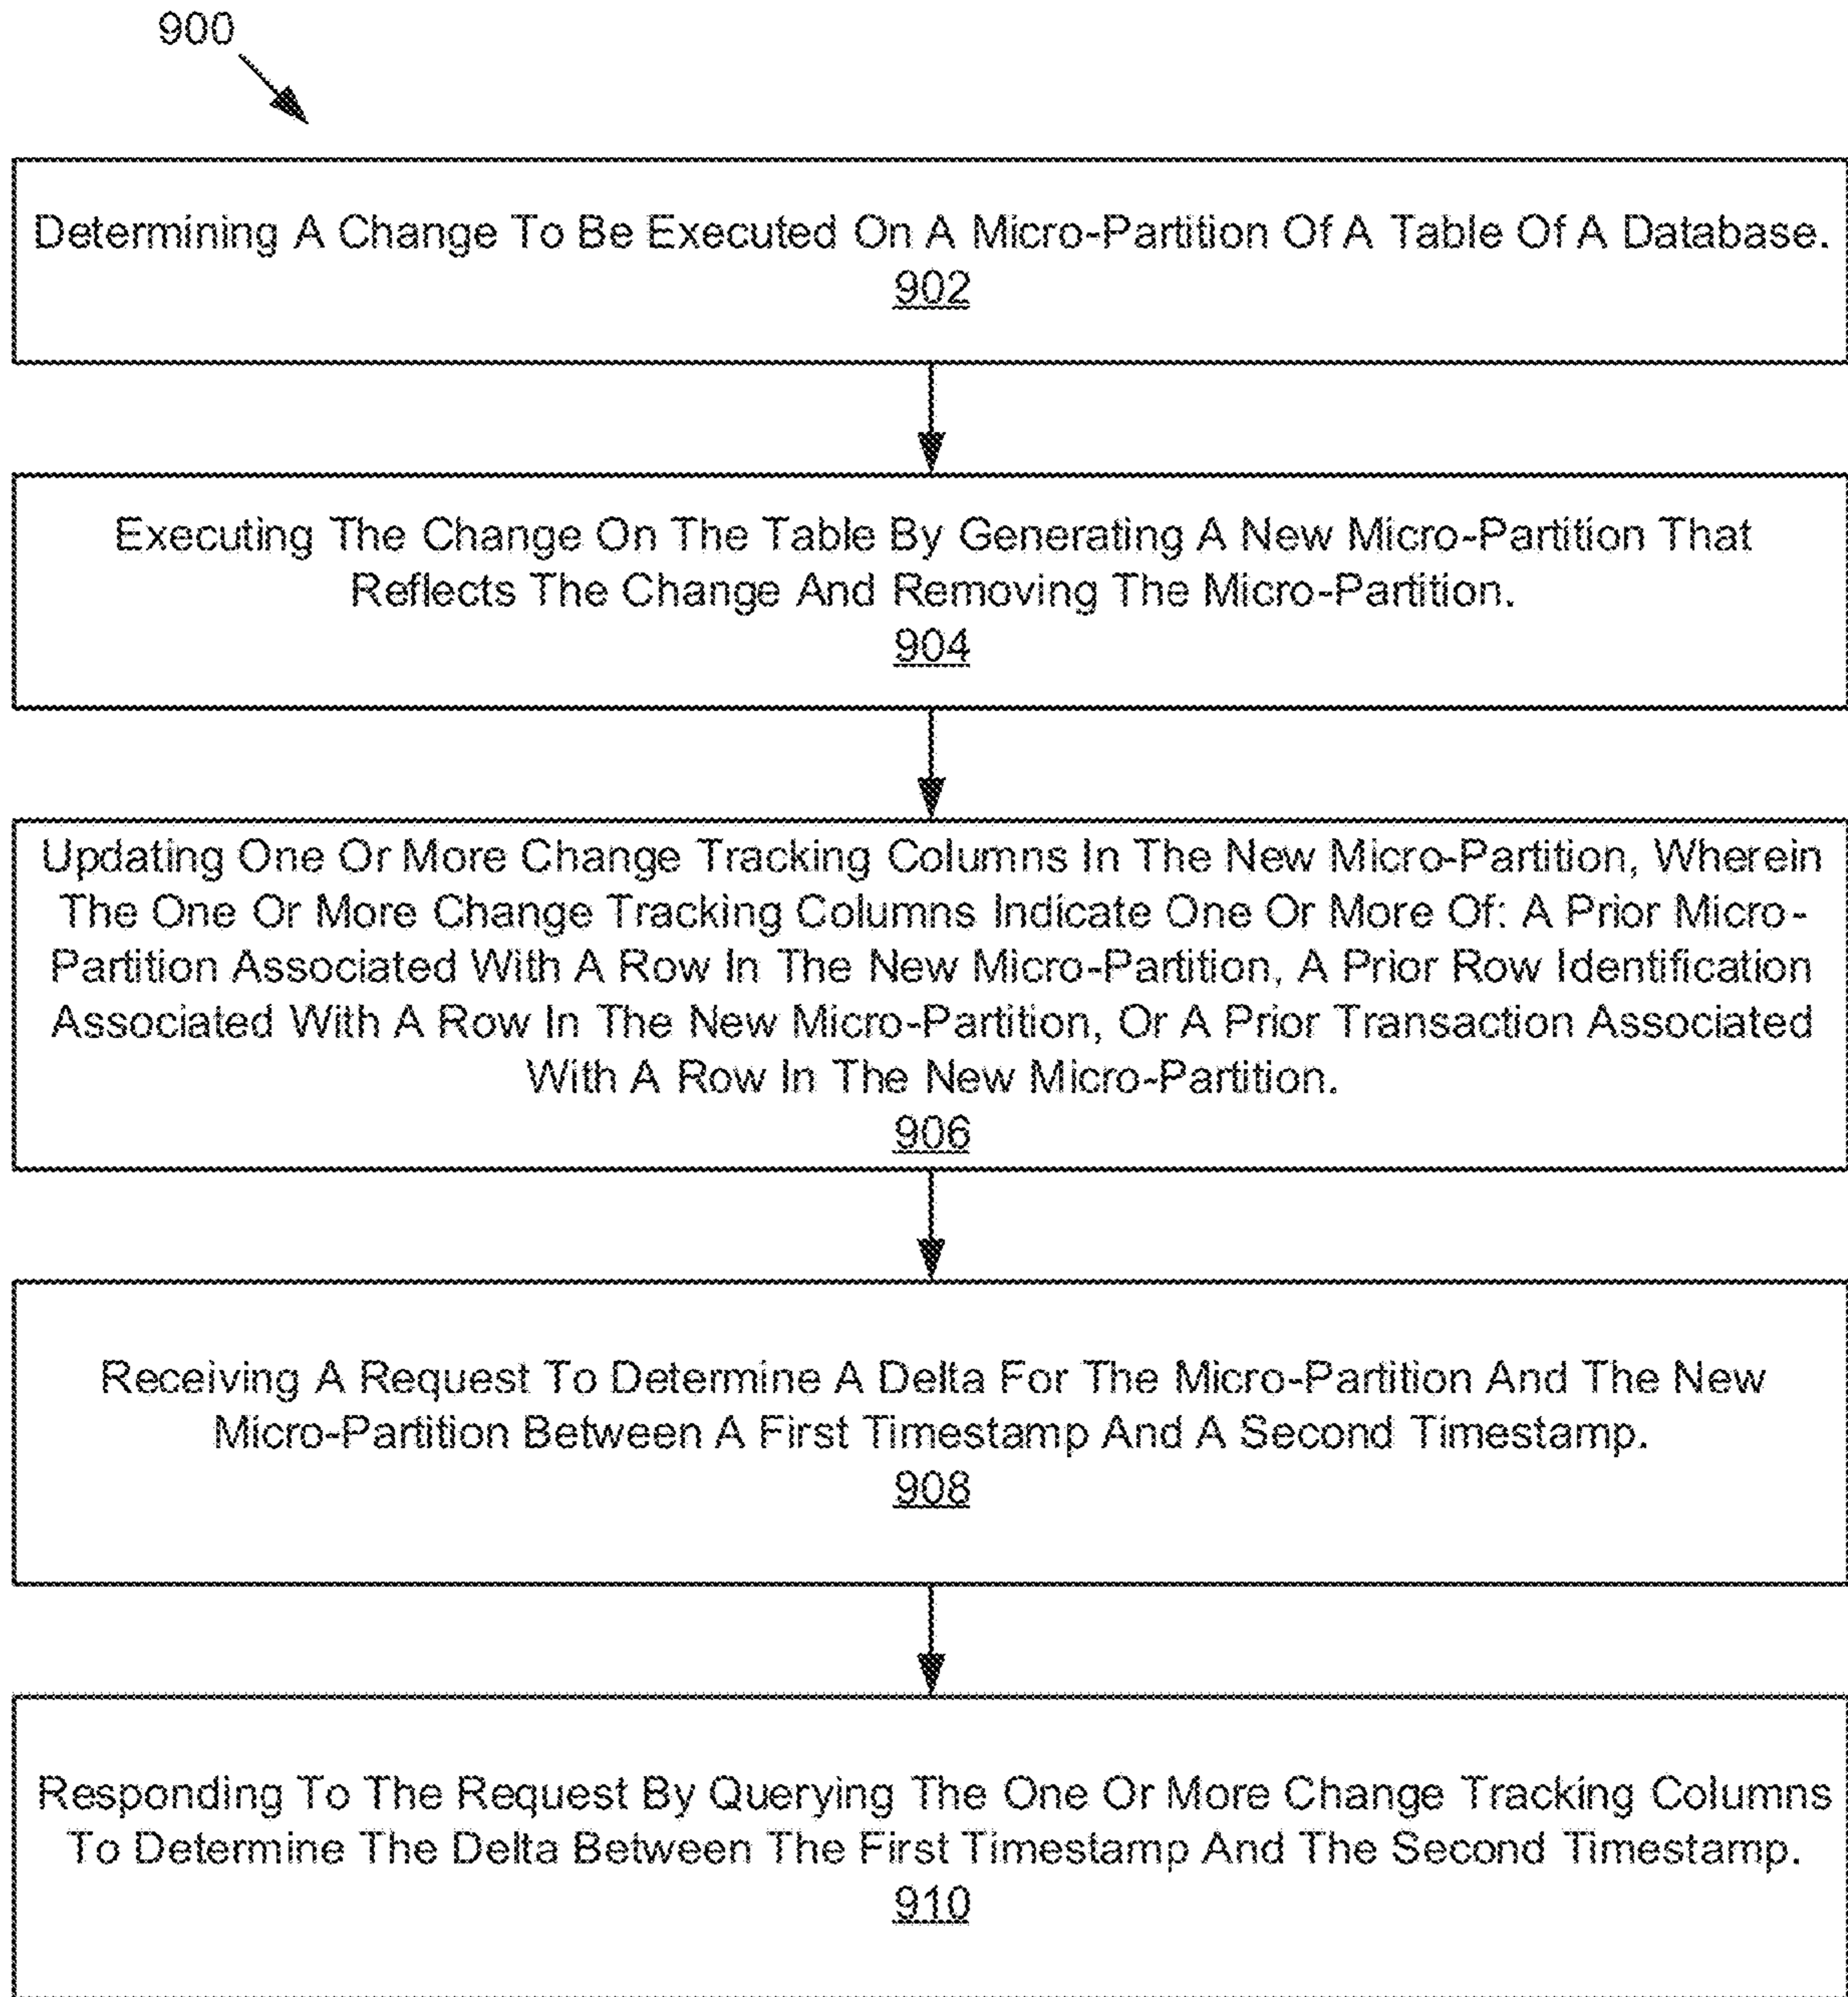 900
Determining A Change To Be Executed On A Micro-Partition Of A Table Of A Database.
902
Executing The Change On The Table By Generating A New Micro-Partition That
Reflects The Change And Removing The Micro-Partition.
904
Updating One Or More Change Tracking Columns In The New Micro-Partition, Wherein
The One Or More Change Tracking Columns Indicate One Or More Of: A Prior Micro-
Partition Associated With A Row In The New Micro-Partition, A Prior Row Identification
Associated With A Row In The New Micro-Partition, Or A Prior Transaction Associated
With A Row In The New Micro-Partition.
906
Receiving A Request To Determine A Delta For The Micro-Partition And The New
Micro-Partition Between A First Timestamp And A Second Timestamp.
908
Responding To The Request By Querying The One Or More Change Tracking Columns
To Determine The Delta Between The First Timestamp And The Second Timestamp.
910